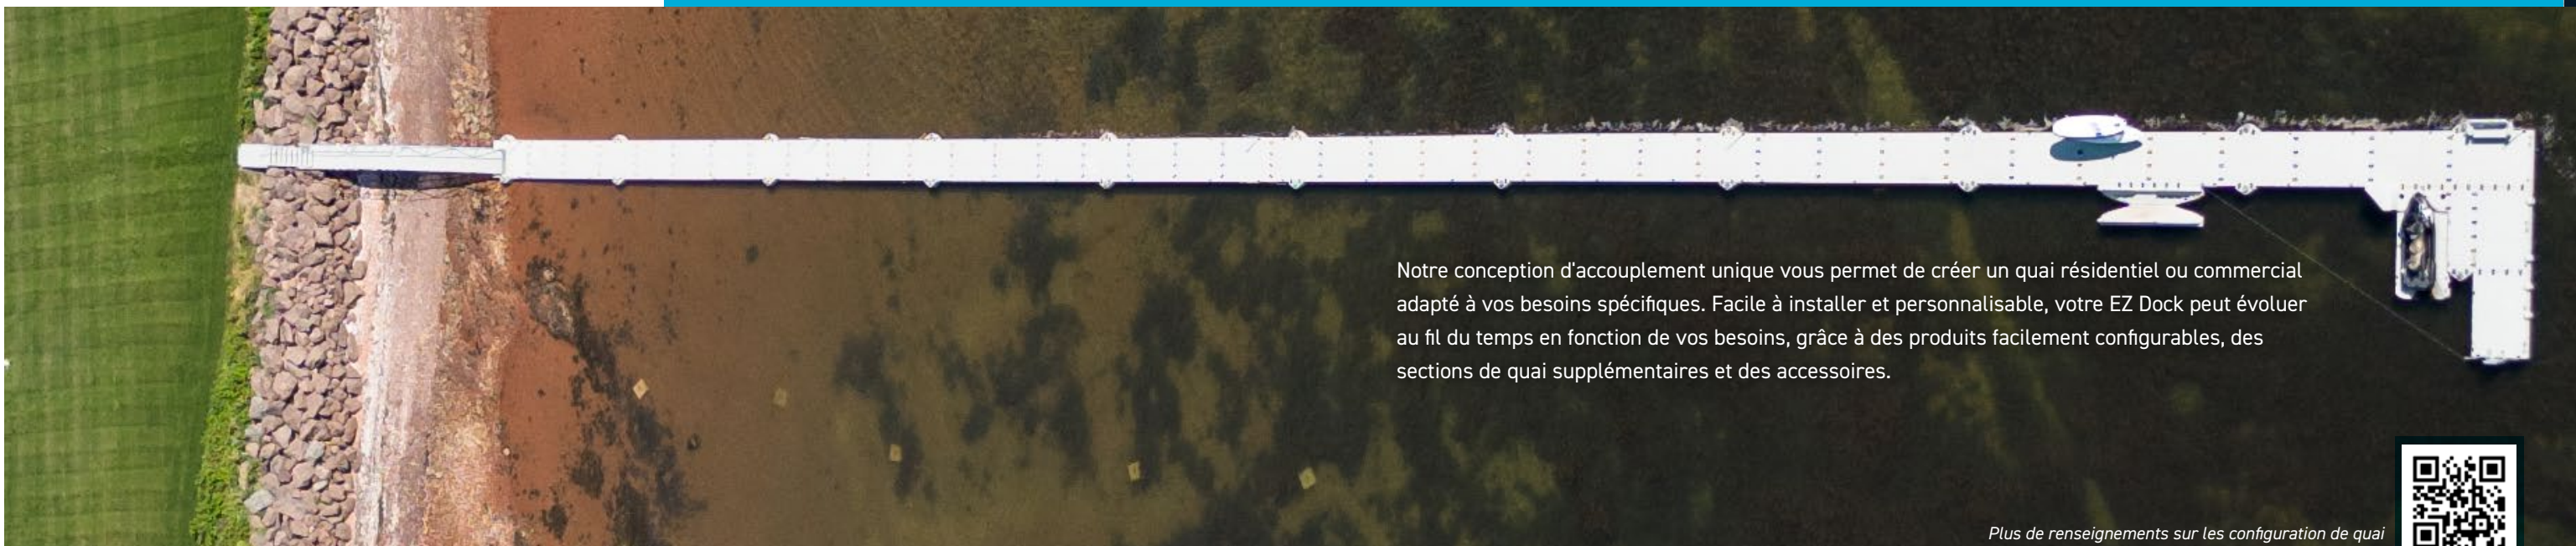 Notre conception d'accouplement unique vous permet de créer un quai résidentiel ou commercial
adapté à vos besoins spécifiques. Facile à installer et personnalisable, votre EZ Dock peut évoluer
au fil du temps en fonction de vos besoins, grâce à des produits facilement configurables, des
sections de quai supplémentaires et des accessoires.
Plus de renseignements sur les configuration de quai